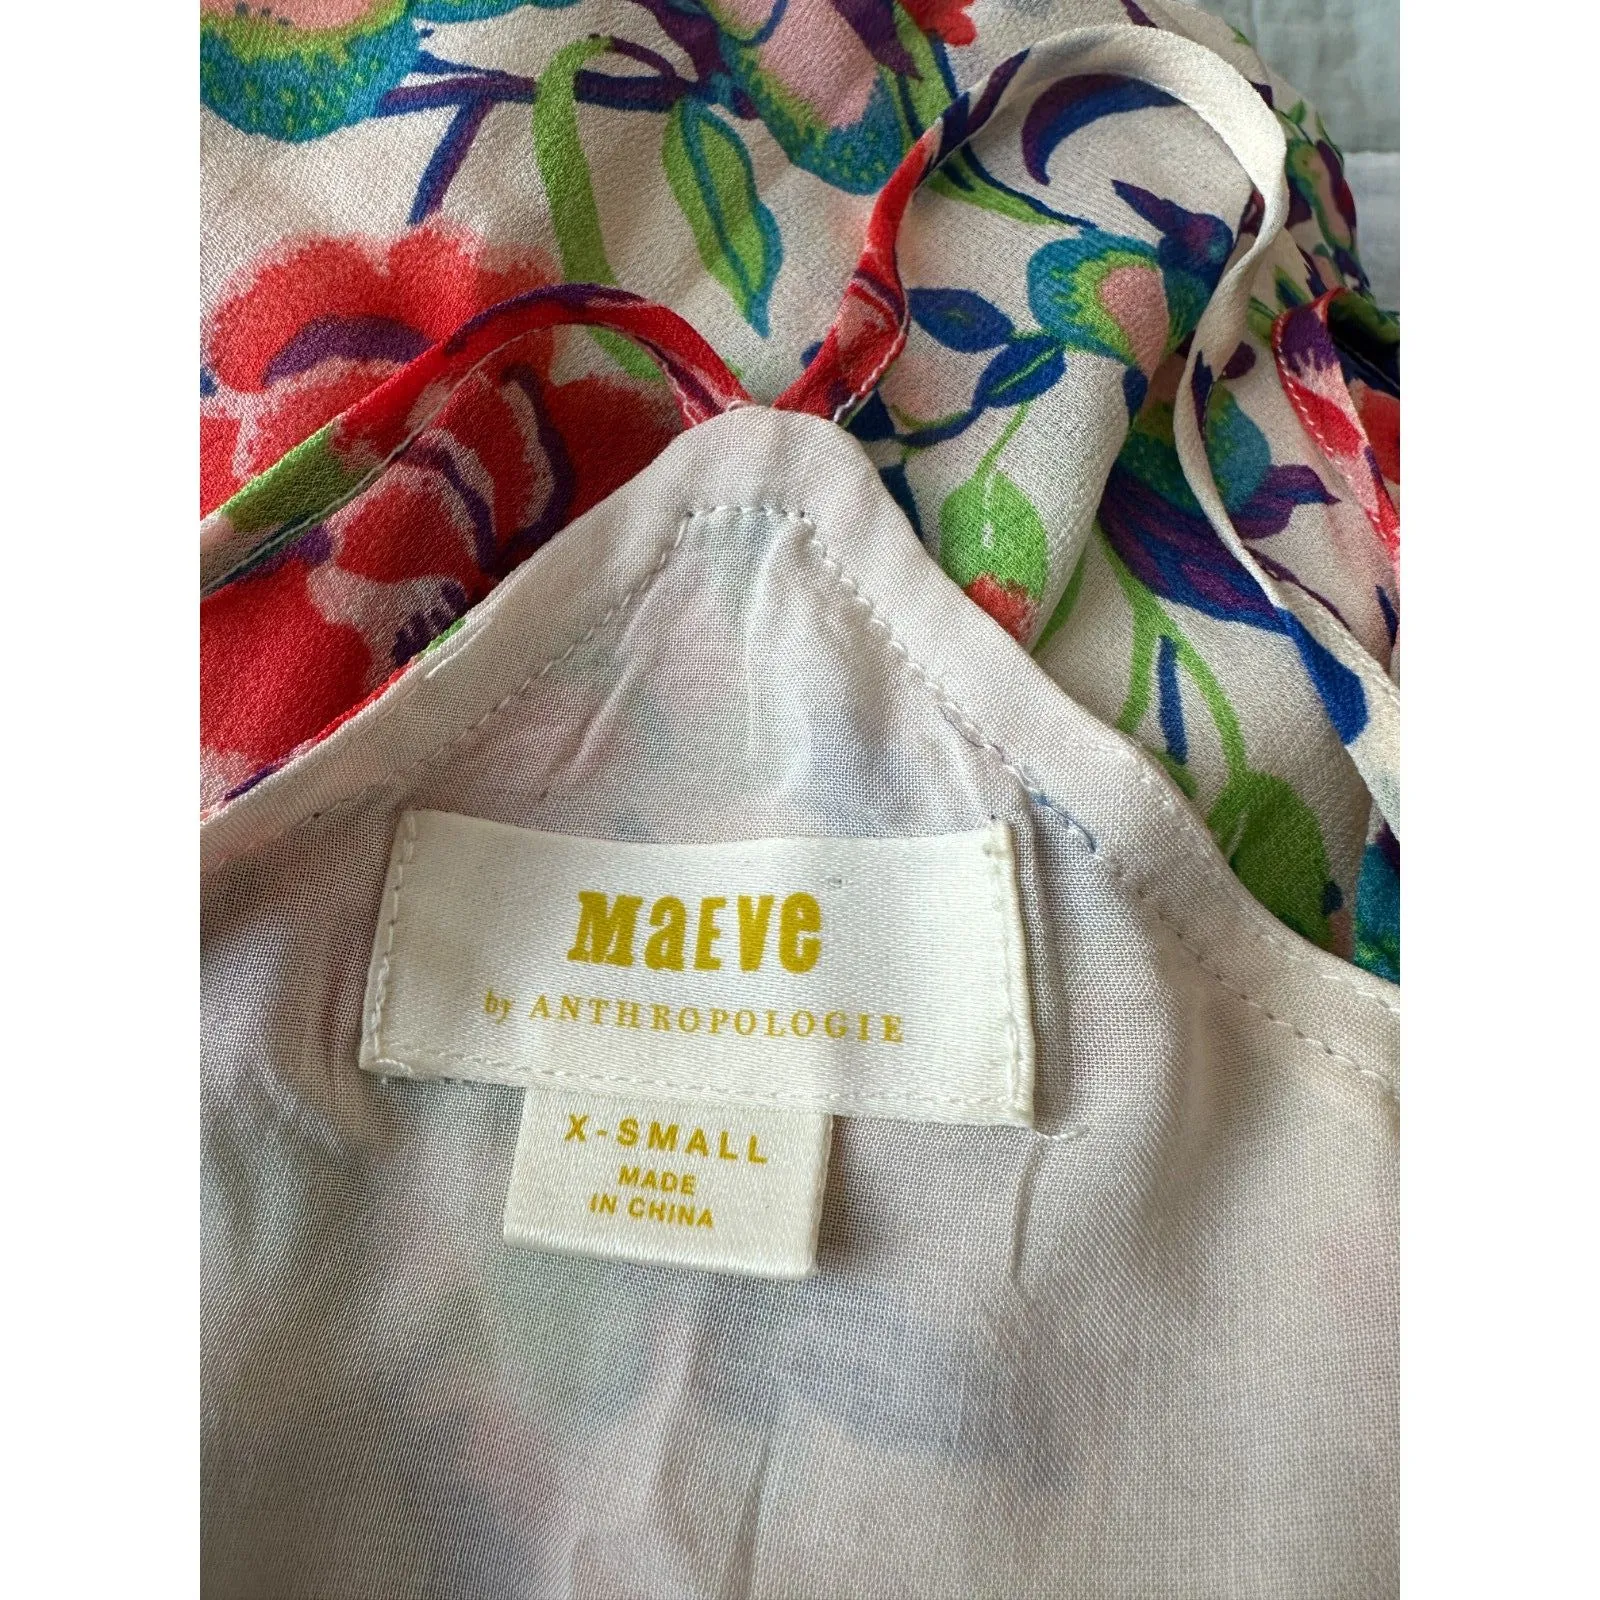 MaEVe
by ANTHROPOLOGIE
X-SMALL
MADE
IN CHINA